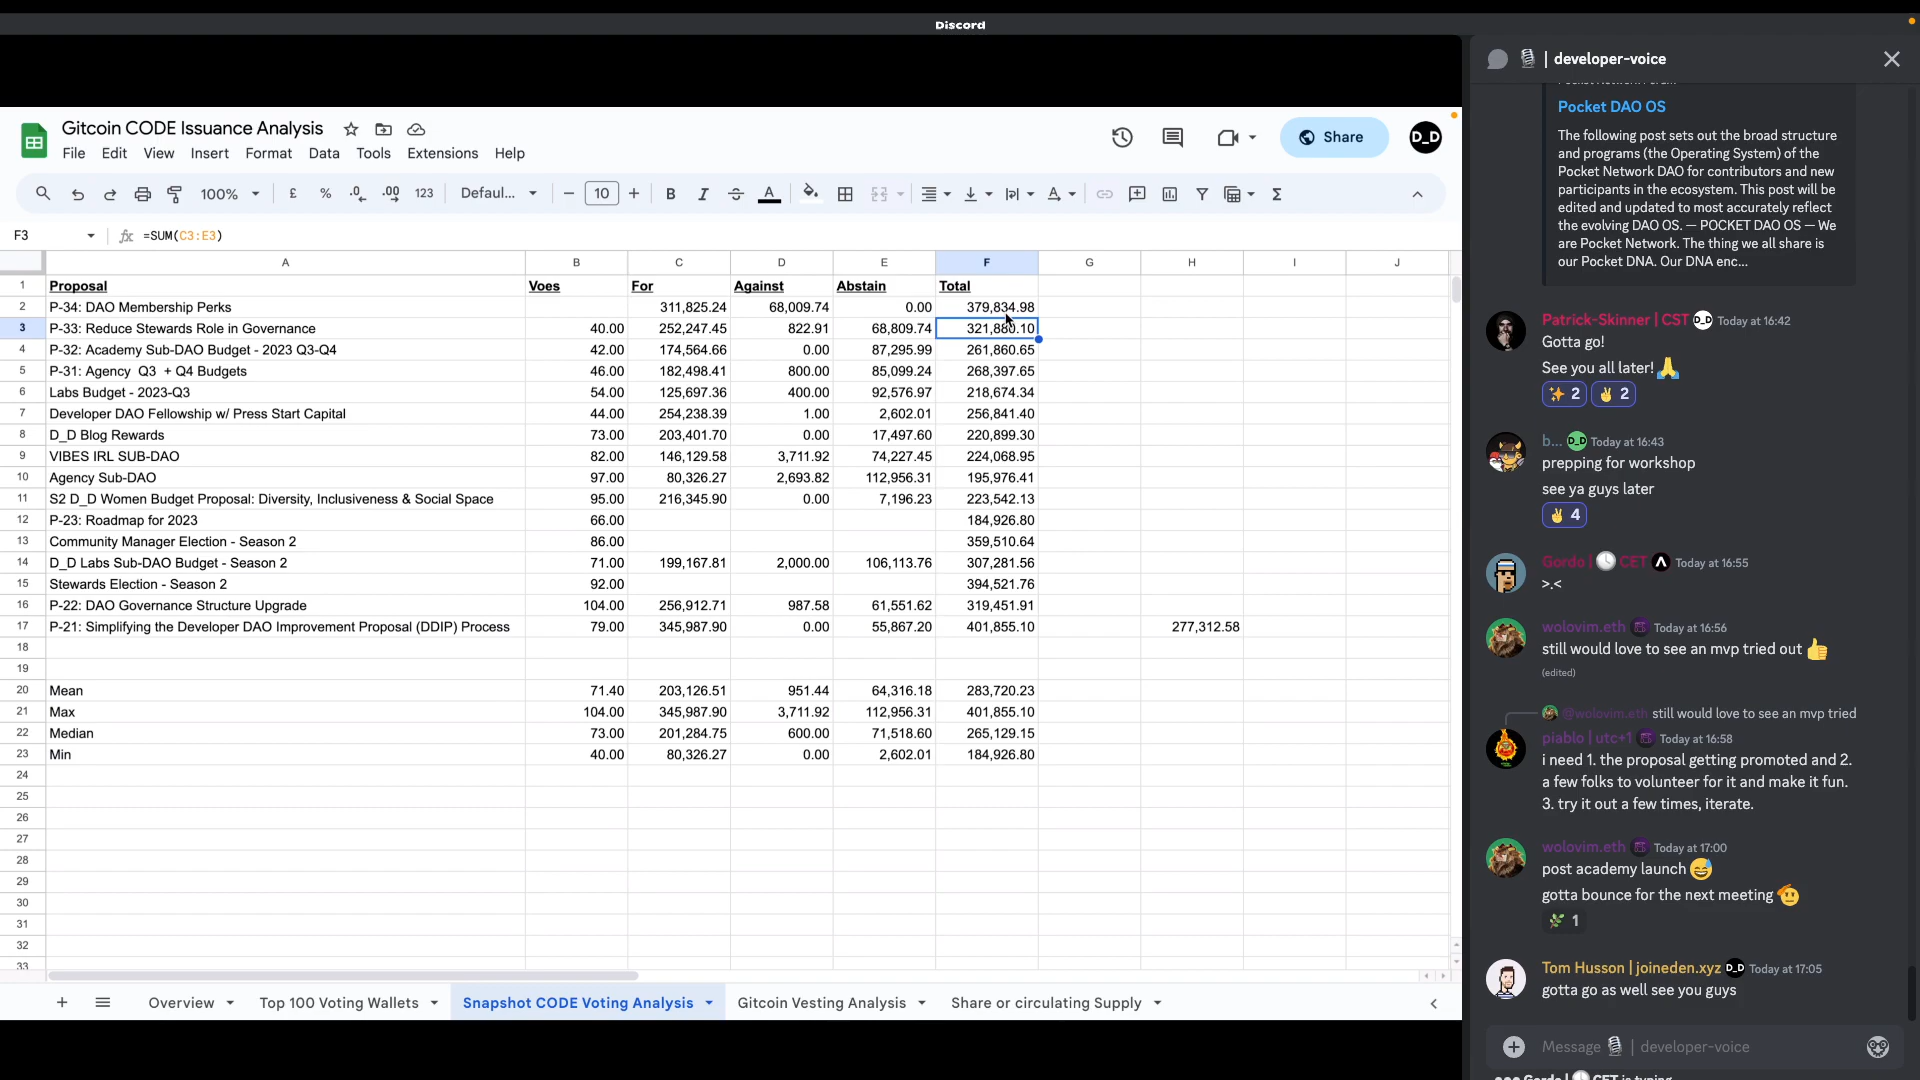 Discord
| developer-voice
Gitcoin CODE Issuance Analysis
File Edit View Insert Format Data Tools Extensions Help
Share
D_D
100% £ % .0 .00 123 Defaul... 10 B I A
F3 fx =SUM(C3:E3)
A B C D E F G H I J
1 Proposal Voes For Against Abstain Total
2 P-34: DAO Membership Perks 311,825.24 68,009.74 0.00 379,834.98
3 P-33: Reduce Stewards Role in Governance 40.00 252,247.45 822.91 68,809.74 321,880.10
4 P-32: Academy Sub-DAO Budget - 2023 Q3-Q4 42.00 174,564.66 0.00 87,295.99 261,860.65
5 P-31: Agency Q3 + Q4 Budgets 46.00 182,498.41 800.00 85,099.24 268,397.65
6 Labs Budget - 2023-Q3 54.00 125,697.36 400.00 92,576.97 218,674.34
7 Developer DAO Fellowship w/ Press Start Capital 44.00 254,238.39 1.00 2,602.01 256,841.40
8 D_D Blog Rewards 73.00 203,401.70 0.00 17,497.60 220,899.30
9 VIBES IRL SUB-DAO 82.00 146,129.58 3,711.92 74,227.45 224,068.95
10 Agency Sub-DAO 97.00 80,326.27 2,693.82 112,956.31 195,976.41
11 S2 D_D Women Budget Proposal: Diversity, Inclusiveness & Social Space 95.00 216,345.90 0.00 7,196.23 223,542.13
12 P-23: Roadmap for 2023 66.00 184,926.80
13 Community Manager Election - Season 2 86.00 359,510.64
14 D_D Labs Sub-DAO Budget - Season 2 71.00 199,167.81 2,000.00 106,113.76 307,281.56
15 Stewards Election - Season 2 92.00 394,521.76
16 P-22: DAO Governance Structure Upgrade 104.00 256,912.71 987.58 61,551.62 319,451.91
17 P-21: Simplifying the Developer DAO Improvement Proposal (DDIP) Process 79.00 345,987.90 0.00 55,867.20 401,855.10 277,312.58
18
19
20 Mean 71.40 203,126.51 951.44 64,316.18 283,720.23
21 Max 104.00 345,987.90 3,711.92 112,956.31 401,855.10
22 Median 73.00 201,284.75 600.00 71,518.60 265,129.15
23 Min 40.00 80,326.27 0.00 2,602.01 184,926.80
24
25
26
27
28
29
30
31
32
33
Overview Top 100 Voting Wallets Snapshot CODE Voting Analysis Gitcoin Vesting Analysis Share or circulating Supply
Pocket DAO OS
The following post sets out the broad structure
and programs (the Operating System) of the
Pocket Network DAO for contributors and new
participants in the ecosystem. This post will be
edited and updated to most accurately reflect
the evolving DAO OS. — POCKET DAO OS — We
are Pocket Network. The thing we all share is
our Pocket DNA. Our DNA enc...
Patrick-Skinner | CST D_D Today at 16:42
Gotta go!
See you all later! 🙏
✨ 2 ✌ 2
b... D_D Today at 16:43
prepping for workshop
see ya guys later
✌ 4
Gordo | 🕓 CET Today at 16:55
>.<
wolovim.eth Today at 16:56
still would love to see an mvp tried out 👍
(edited)
@wolovim.eth still would love to see an mvp tried
piablo | utc+1 Today at 16:58
i need 1. the proposal getting promoted and 2.
a few folks to volunteer for it and make it fun.
3. try it out a few times, iterate.
wolovim.eth Today at 17:00
post academy launch 😅
gotta bounce for the next meeting 🫡
🌿 1
Tom Husson | joineden.xyz D_D Today at 17:05
gotta go as well see you guys
Message | developer-voice
Gordo | 🕓 CET is typing